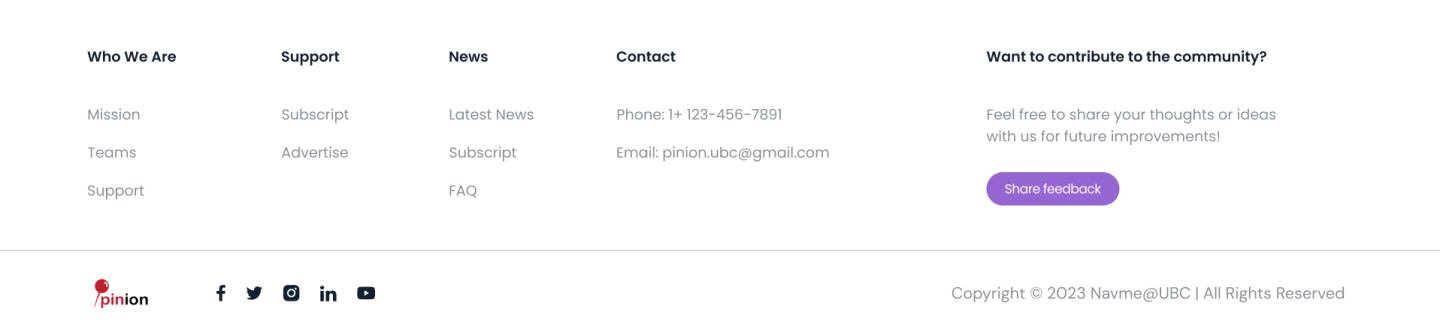 Who We Are
Mission
Teams
Support
Support
Subscript
Advertise
News
Latest News
Subscript
FAQ
Contact
Phone: 1+ 123-456-7891
Email: pinion.ubc@gmail.com
Want to contribute to the community?
Feel free to share your thoughts or ideas
with us for future improvements!
Share feedback
pinion
Copyright © 2023 Navme@UBC | All Rights Reserved